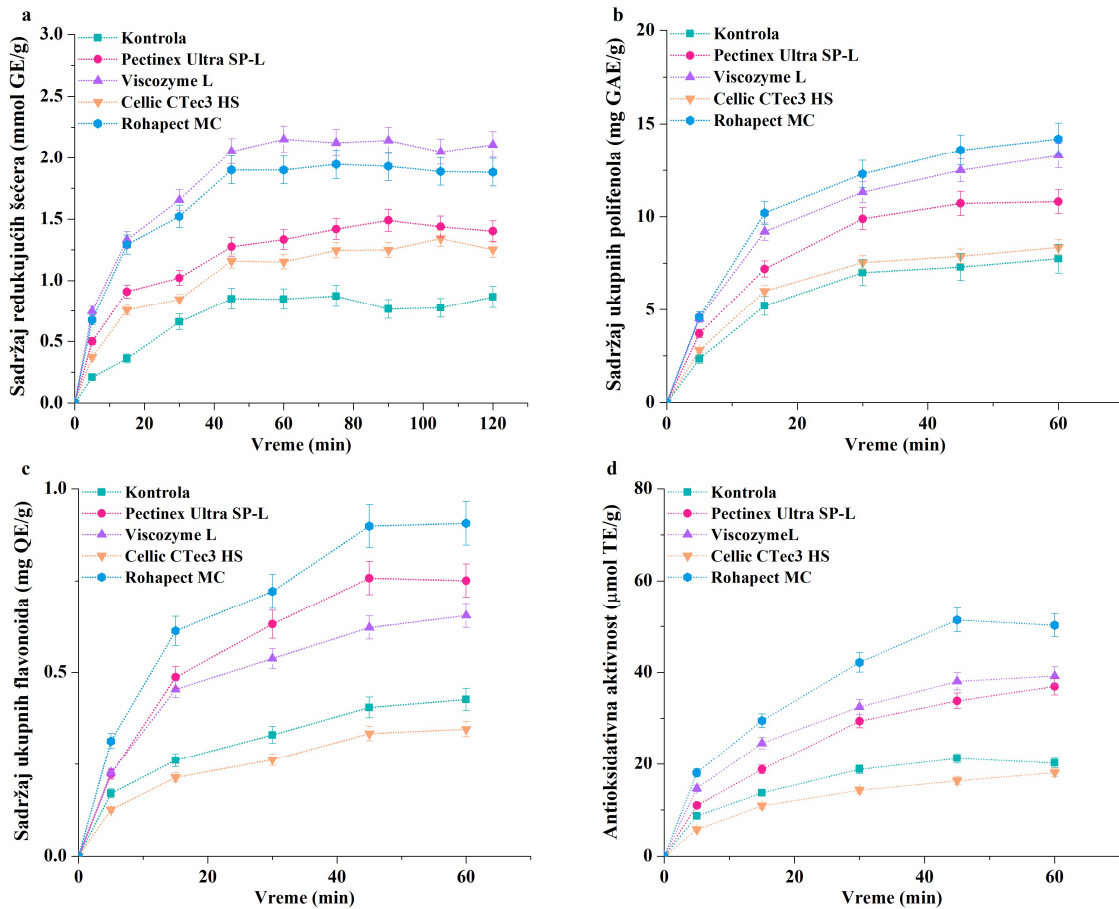 a
Sadržaj redukujućih šećera (mmol GE/g)
3.0
2.5
2.0
1.5
1.0
0.5
0.0
Kontrola
Pectinex Ultra SP-L
Viscozyme L
Cellic CTec3 HS
Rohapect MC
0 20 40 60 80 100 120
Vreme (min)
b
Sadržaj ukupnih polifenola (mg GAE/g)
20
15
10
5
0
Kontrola
Pectinex Ultra SP-L
Viscozyme L
Cellic CTec3 HS
Rohapect MC
0 20 40 60
Vreme (min)
c
Sadržaj ukupnih flavonoida (mg QE/g)
1.0
0.5
0.0
Kontrola
Pectinex Ultra SP-L
Viscozyme L
Cellic CTec3 HS
Rohapect MC
0 20 40 60
Vreme (min)
d
Antioksidativna aktivnost (μmol TE/g)
80
60
40
20
0
Kontrola
Pectinex Ultra SP-L
ViscozymeL
Cellic CTec3 HS
Rohapect MC
0 20 40 60
Vreme (min)